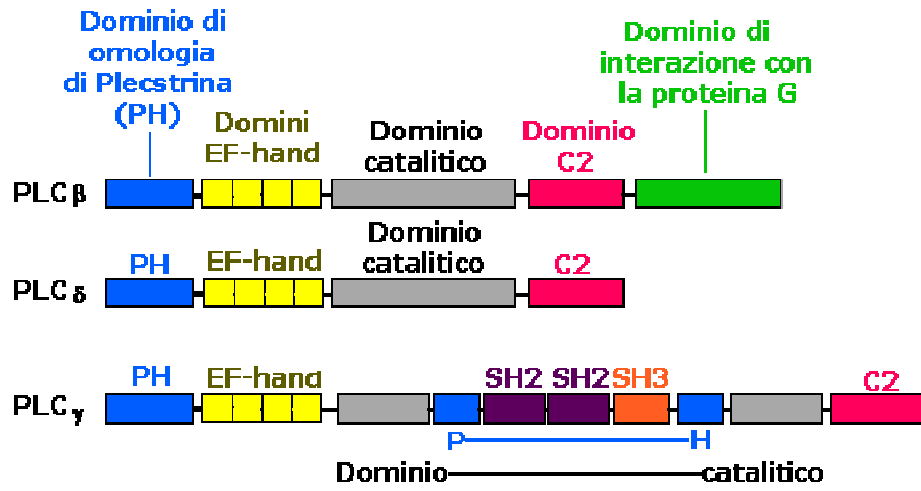 Dominio di
omologia
di Plecstrina
(PH)
Domini
EF-hand
Dominio
catalitico
Dominio
C2
Dominio di
interazione con
la proteina G
PLCβ
Dominio
catalitico
PH
EF-hand
C2
PLCδ
PH
EF-hand
SH2
SH2
SH3
C2
PLCγ
P
H
Dominio
catalitico